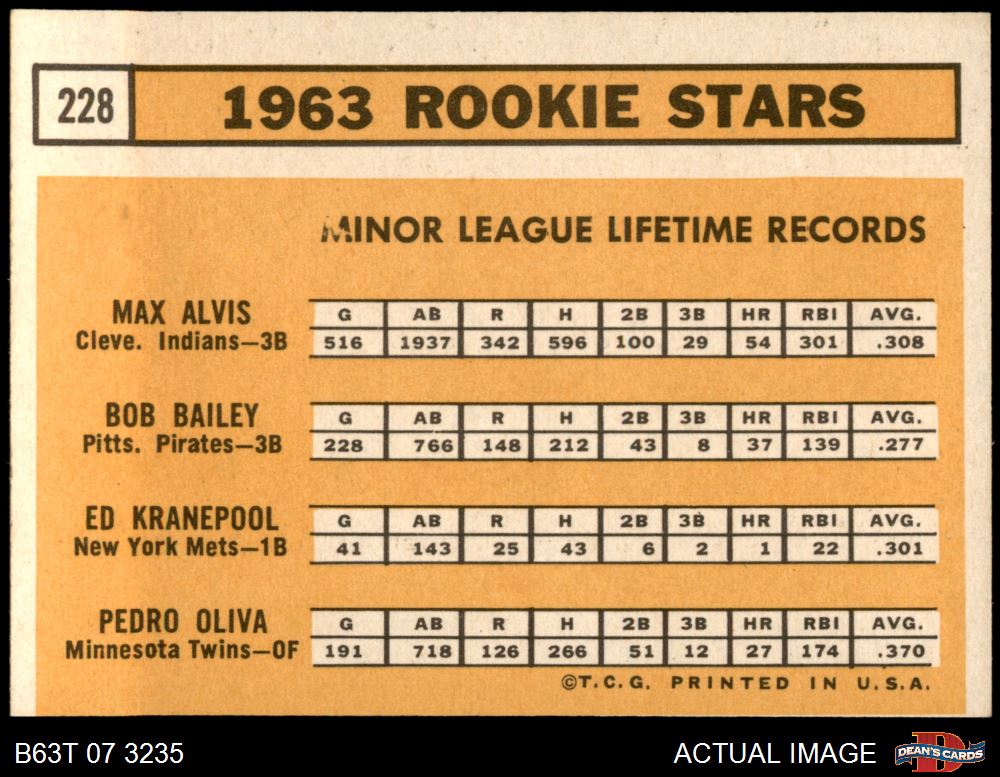 228 1963 ROOKIE STARS
MINOR LEAGUE LIFETIME RECORDS
MAX ALVIS
Cleve. Indians—3B
G AB R H 2B 3B HR RBI AVG.
516 1937 342 596 100 29 54 301 .308
BOB BAILEY
Pitts. Pirates—3B
G AB R H 2B 3B HR RBI AVG.
228 766 148 212 43 8 37 139 .277
ED KRANEPOOL
New York Mets—1B
G AB R H 2B 3B HR RBI AVG.
41 143 25 43 6 2 1 22 .301
PEDRO OLIVA
Minnesota Twins—OF
G AB R H 2B 3B HR RBI AVG.
191 718 126 266 51 12 27 174 .370
©T.C.G. PRINTED IN U.S.A.
B63T 07 3235 ACTUAL IMAGE DEAN'S CARDS